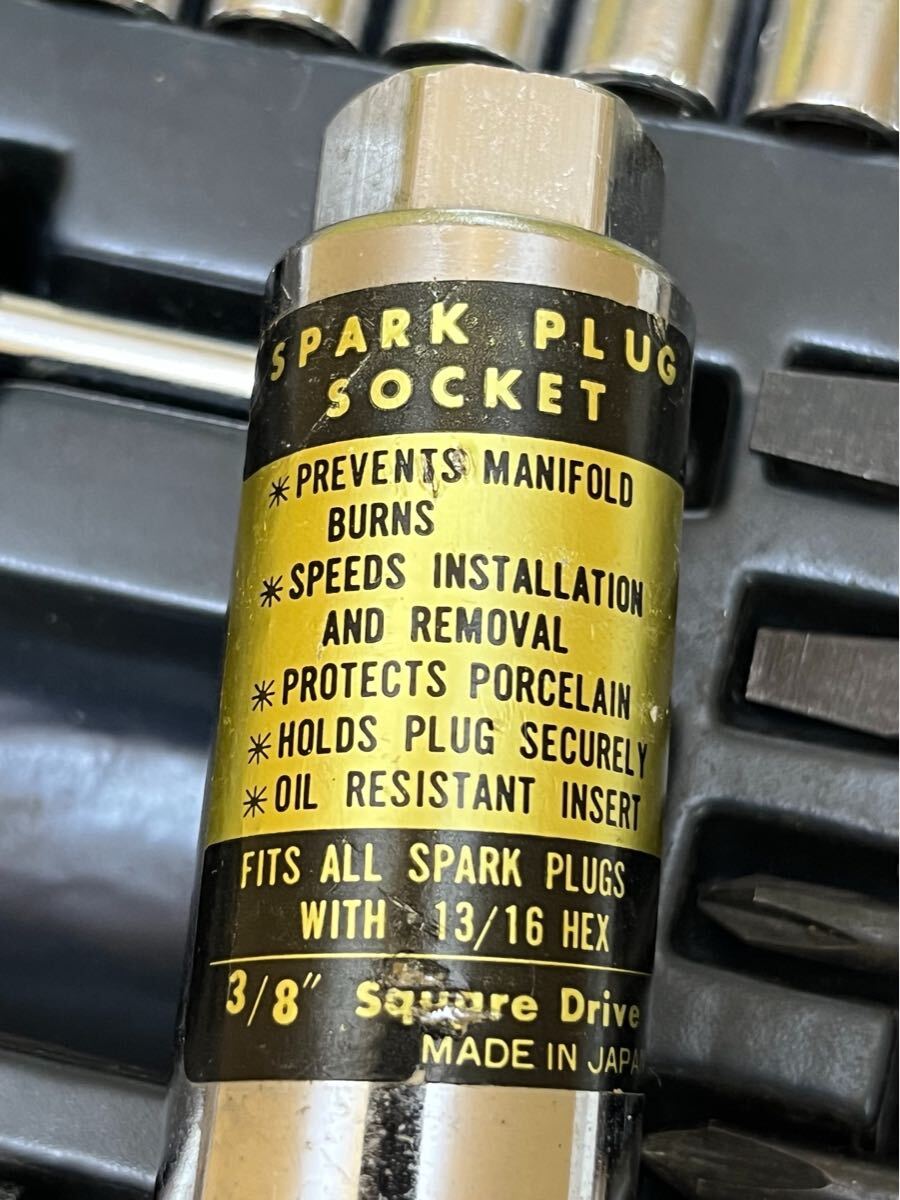 SPARK PLUG
SOCKET
*PREVENTS MANIFOLD
BURNS
*SPEEDS INSTALLATION
AND REMOVAL
*PROTECTS PORCELAIN
*HOLDS PLUG SECURELY
*OIL RESISTANT INSERT
FITS ALL SPARK PLUGS
WITH 13/16 HEX
3/8" Square Drive
MADE IN JAPAN